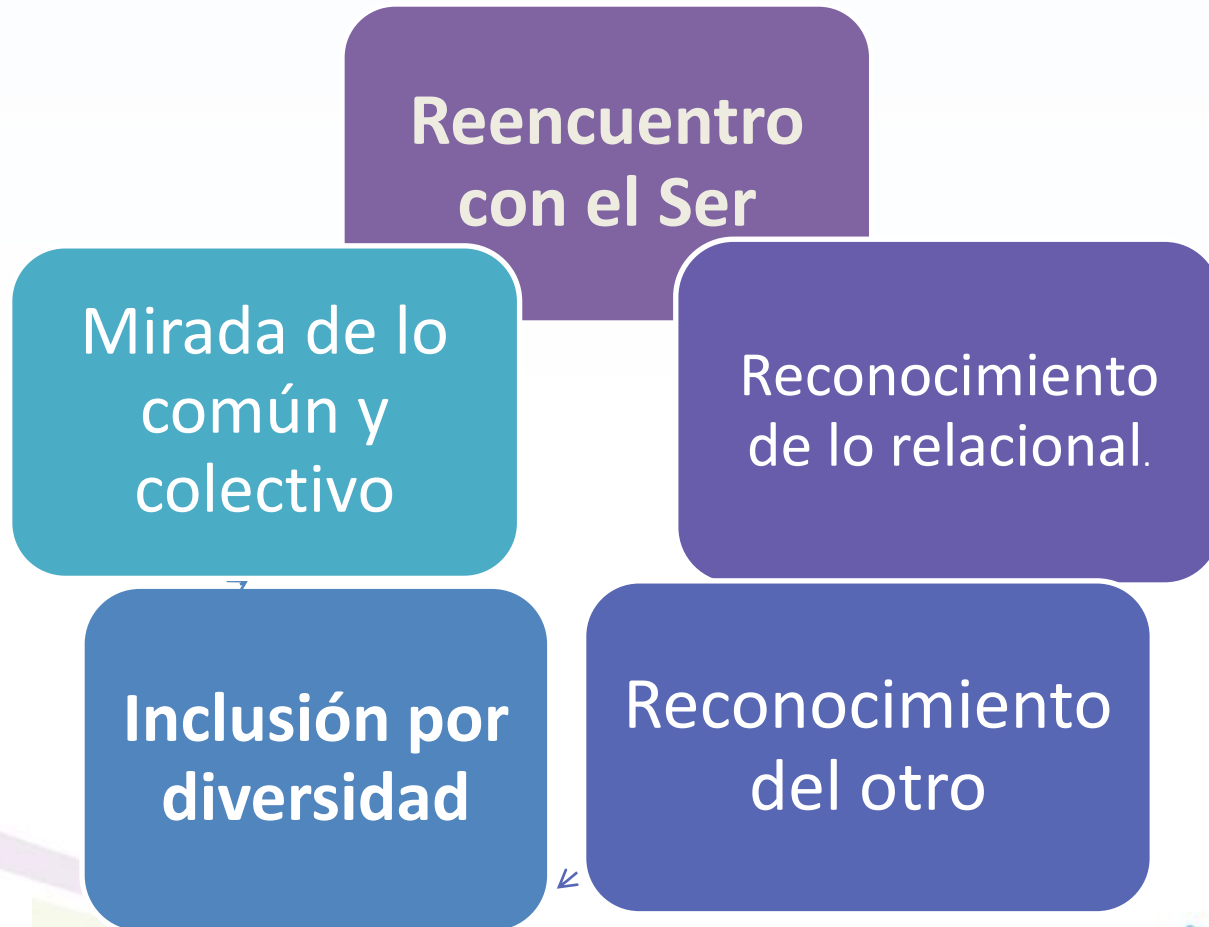 Reencuentro
con el Ser
Mirada de lo
común y
colectivo
Reconocimiento
de lo relacional.
Inclusión por
diversidad
Reconocimiento
del otro